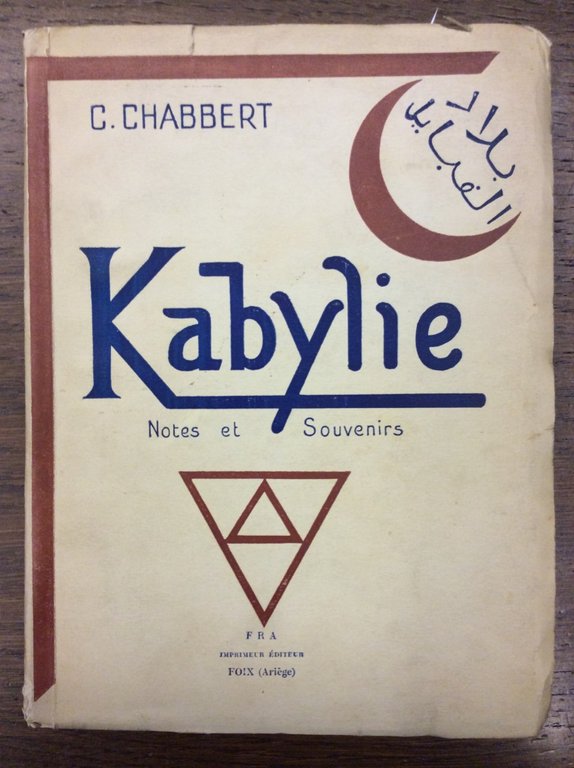 C. CHABBERT
بلاد
القبايل
Kabylie
Notes et Souvenirs
FRA
IMPRIMEUR ÉDITEUR
FOIX (Ariège)